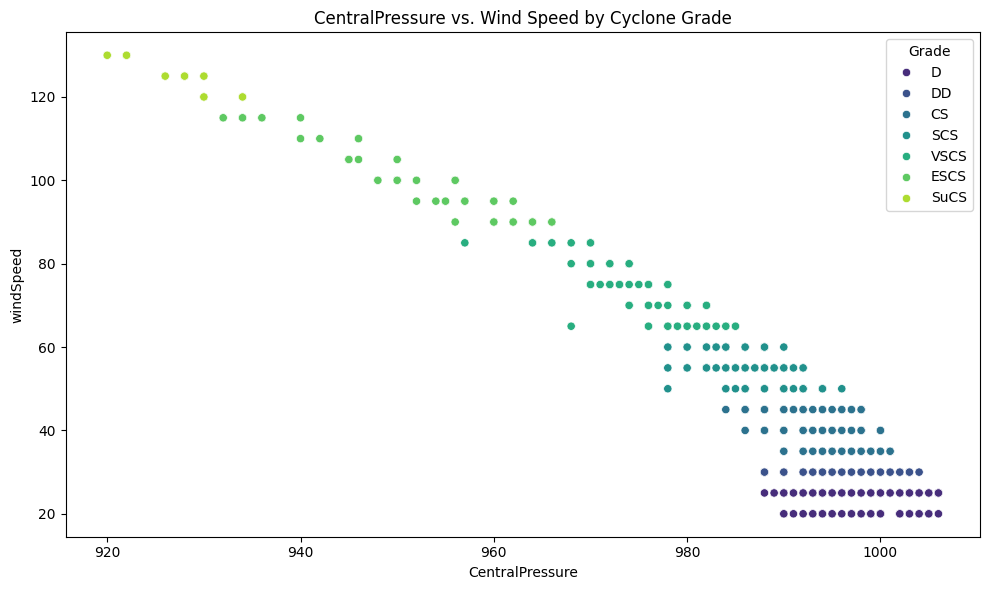 CentralPressure vs. Wind Speed by Cyclone Grade
Grade
D
DD
CS
SCS
VSCS
ESCS
SuCS
windSpeed
120
100
80
60
40
20
920
940
960
980
1000
CentralPressure